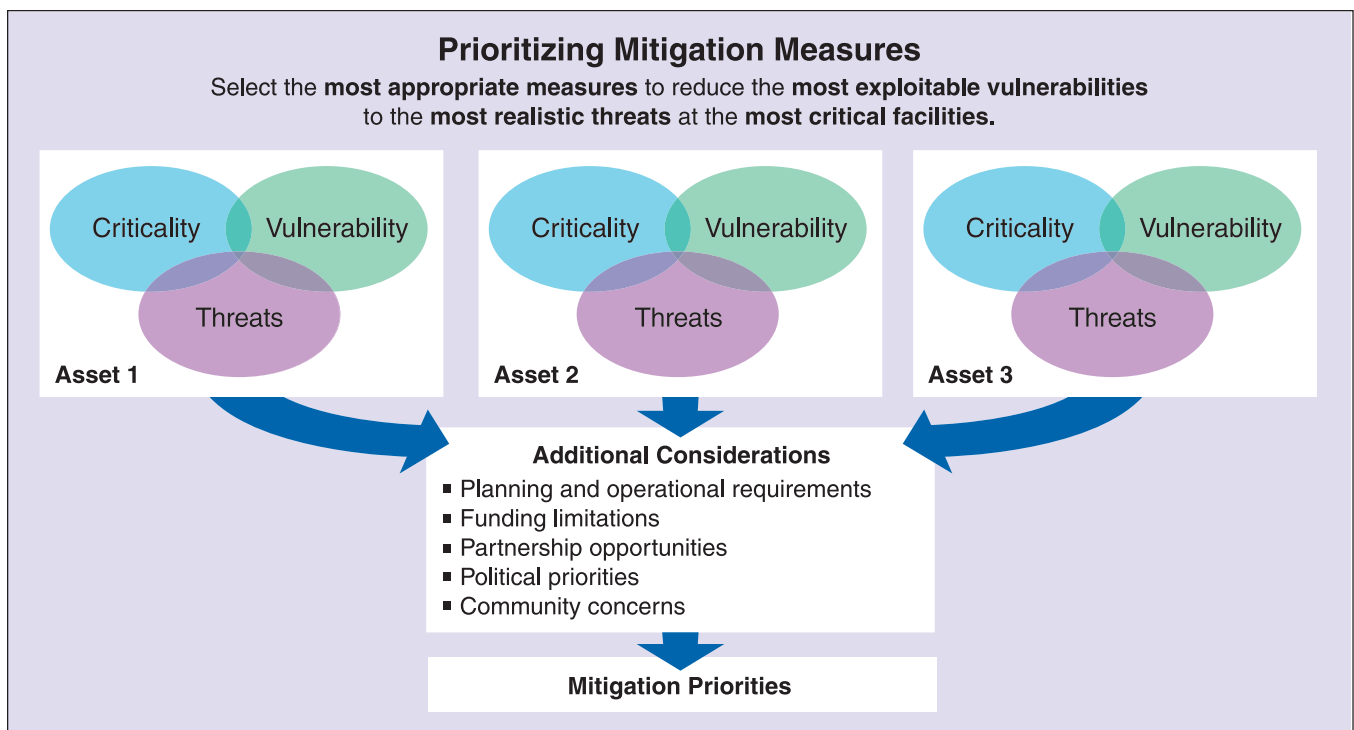 Prioritizing Mitigation Measures
Select the most appropriate measures to reduce the most exploitable vulnerabilities
to the most realistic threats at the most critical facilities.
Criticality
Vulnerability
Threats
Asset 1
Criticality
Vulnerability
Threats
Asset 2
Criticality
Vulnerability
Threats
Asset 3
Additional Considerations
▪ Planning and operational requirements
▪ Funding limitations
▪ Partnership opportunities
▪ Political priorities
▪ Community concerns
Mitigation Priorities